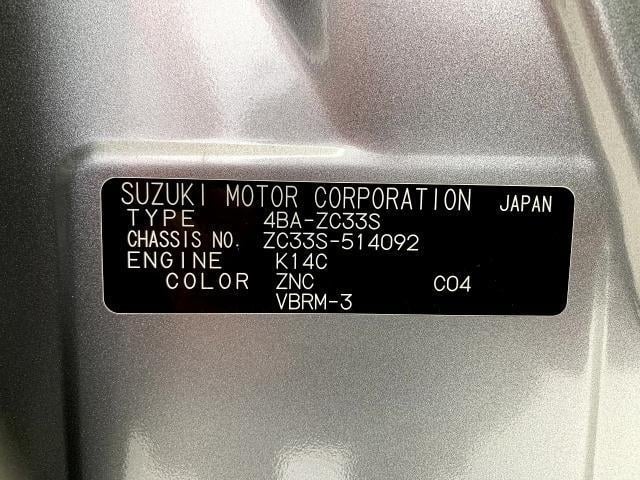 SUZUKI MOTOR CORPORATION JAPAN
TYPE 4BA-ZC33S
CHASSIS NO. ZC33S-514092
ENGINE K14C
COLOR ZNC C04
VBRM-3